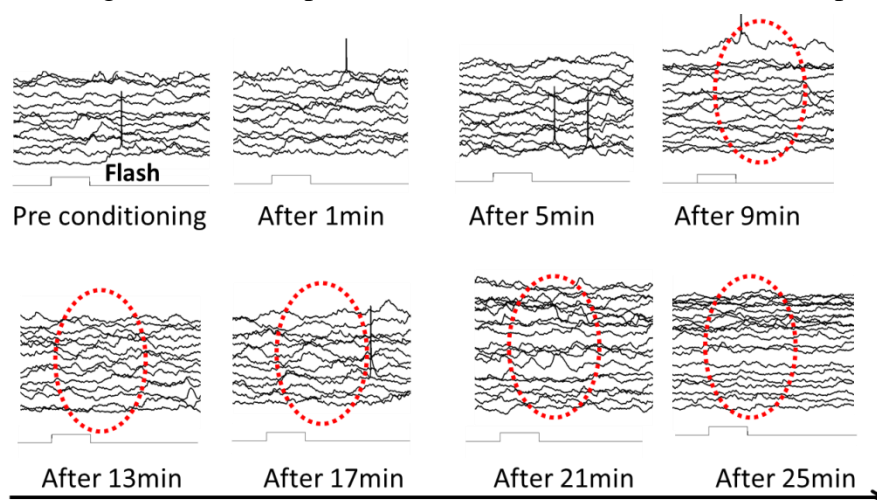 Flash
Pre conditioning
After 1min
After 5min
After 9min
After 13min
After 17min
After 21min
After 25min